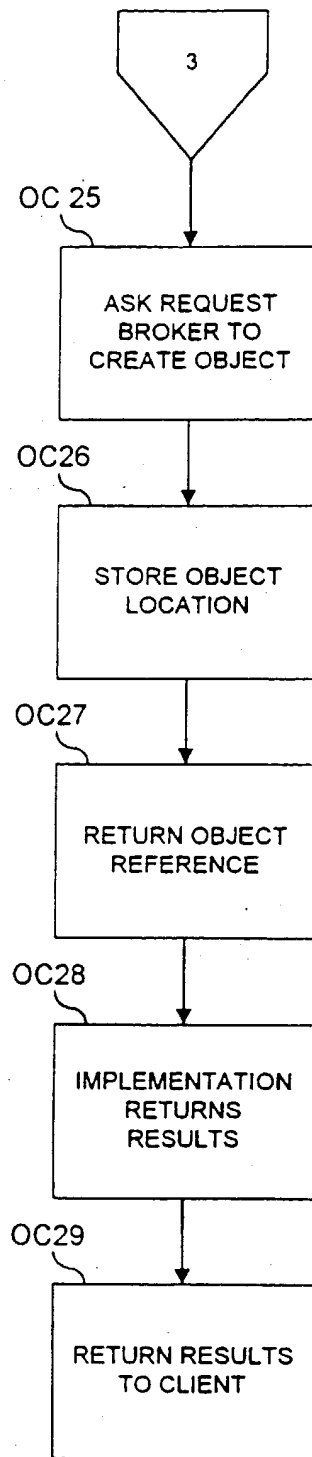 3
OC 25
ASK REQUEST
BROKER TO
CREATE OBJECT
OC26
STORE OBJECT
LOCATION
OC27
RETURN OBJECT
REFERENCE
OC28
IMPLEMENTATION
RETURNS
RESULTS
OC29
RETURN RESULTS
TO CLIENT